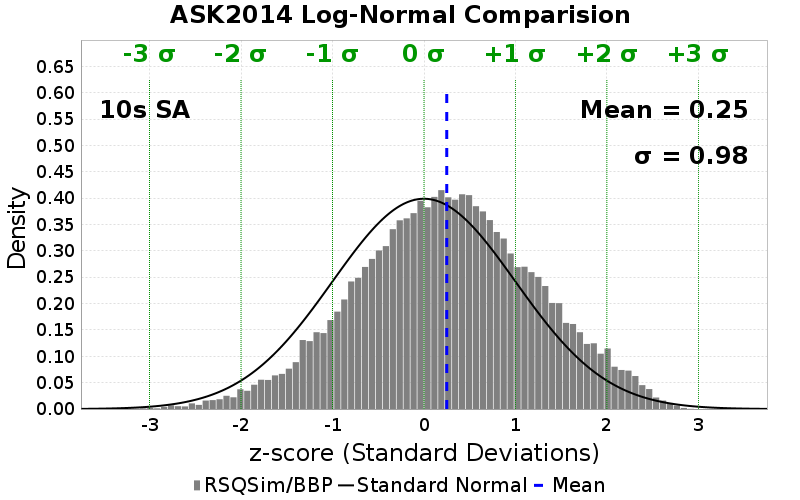 ASK2014 Log-Normal Comparision
-3 σ -2 σ -1 σ 0 σ +1 σ +2 σ +3 σ
10s SA
Mean = 0.25
σ = 0.98
Density
0.65
0.60
0.55
0.50
0.45
0.40
0.35
0.30
0.25
0.20
0.15
0.10
0.05
0.00
-3 -2 -1 0 1 2 3
z-score (Standard Deviations)
RSQSim/BBP Standard Normal Mean